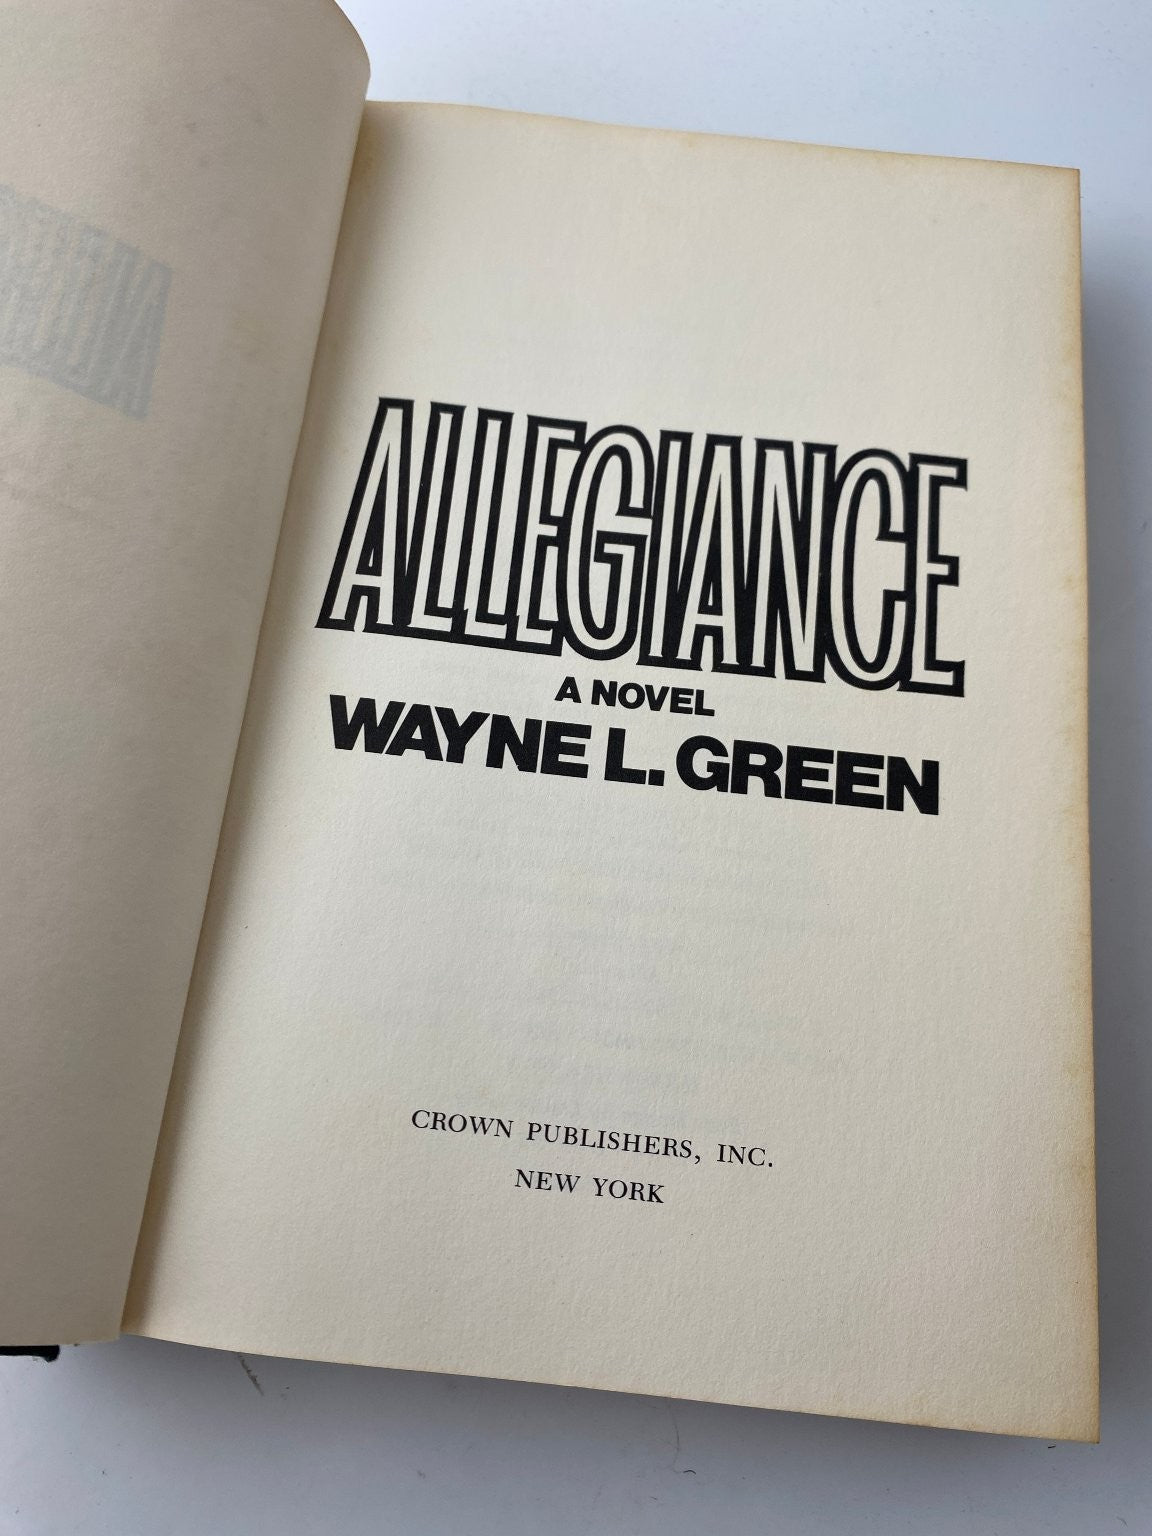 ALLEGIANCE
A NOVEL
WAYNE L. GREEN
CROWN PUBLISHERS, INC.
NEW YORK